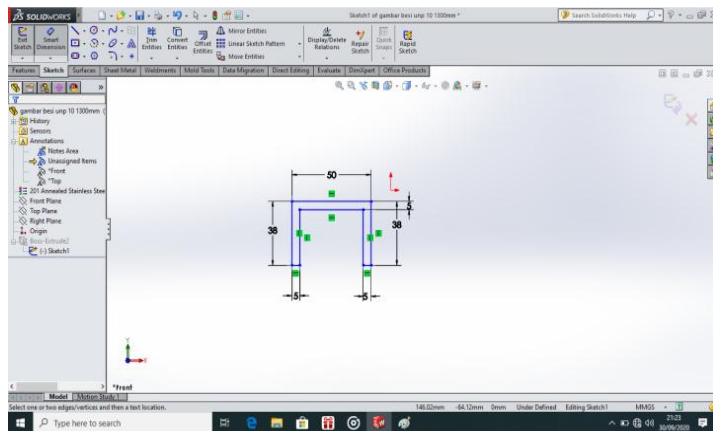 SOLIDWORKS
Sketch1 of gambar besi unp 10 1300mm *
Search SolidWorks Help
Exit Sketch
Smart Dimension
Trim Entities
Convert Entities
Offset Entities
Mirror Entities
Linear Sketch Pattern
Move Entities
Display/Delete Relations
Repair Sketch
Quick Snaps
Rapid Sketch
Features Sketch Surfaces Sheet Metal Weldments Mold Tools Data Migration Direct Editing Evaluate DimXpert Office Products
gambar besi unp 10 1300mm (
History
Sensors
Annotations
Notes Area
Unassigned Items
*Front
*Top
201 Annealed Stainless Stee
Front Plane
Top Plane
Right Plane
Origin
Boss-Extrude2
(-) Sketch1
50
5
38
38
5
5
Y
X
*Front
Model Motion Study 1
Select one or two edges/vertices and then a text location.
146.02mm -64.12mm 0mm Under Defined Editing Sketch1 MMGS
Type here to search
21:23
30/09/2020